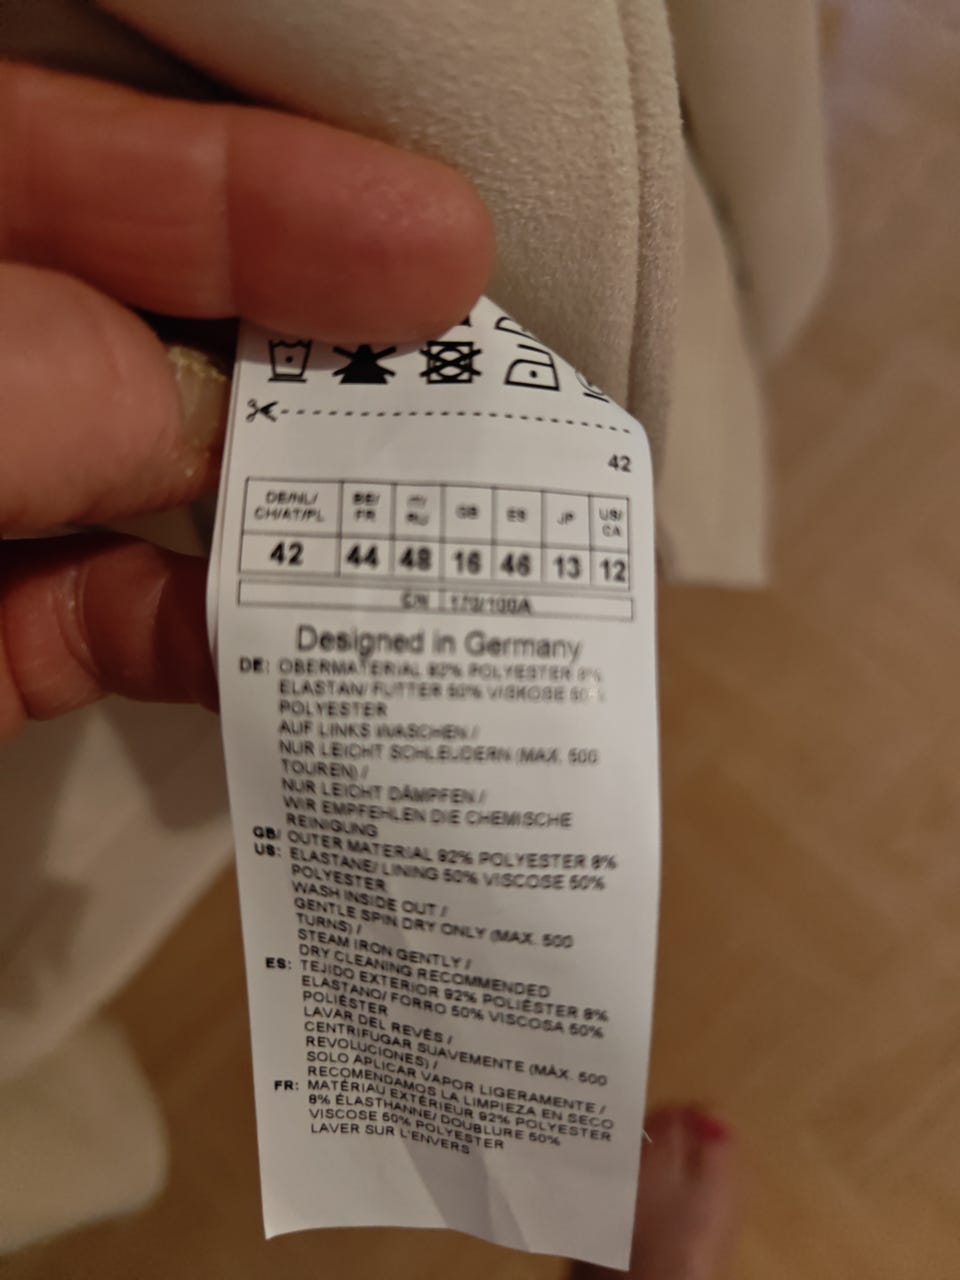 42
DE/NL/ CH/AT/PL
BE/ FR
IT/ RU
GB
ES
JP
US/ CA
42 44 48 16 46 13 12
CN 170/100A
Designed in Germany
DE: OBERMATERIAL 92% POLYESTER 8%
ELASTAN/ FUTTER 50% VISKOSE 50%
POLYESTER
AUF LINKS WASCHEN /
NUR LEICHT SCHLEUDERN (MAX. 500
TOUREN) /
NUR LEICHT DÄMPFEN /
WIR EMPFEHLEN DIE CHEMISCHE
REINIGUNG
GB/ US: OUTER MATERIAL 92% POLYESTER 8%
ELASTANE/ LINING 50% VISCOSE 50%
POLYESTER
WASH INSIDE OUT /
GENTLE SPIN DRY ONLY (MAX. 500
TURNS) /
STEAM IRON GENTLY /
DRY CLEANING RECOMMENDED
ES: TEJIDO EXTERIOR 92% POLIÉSTER 8%
ELASTANO/ FORRO 50% VISCOSA 50%
POLIÉSTER
LAVAR DEL REVÉS /
CENTRIFUGAR SUAVEMENTE (MÁX. 500
REVOLUCIONES) /
SOLO APLICAR VAPOR LIGERAMENTE /
RECOMENDAMOS LA LIMPIEZA EN SECO
FR: MATÉRIAU EXTÉRIEUR 92% POLYESTER
8% ÉLASTHANNE/ DOUBLURE 50%
VISCOSE 50% POLYESTER
LAVER SUR L'ENVERS